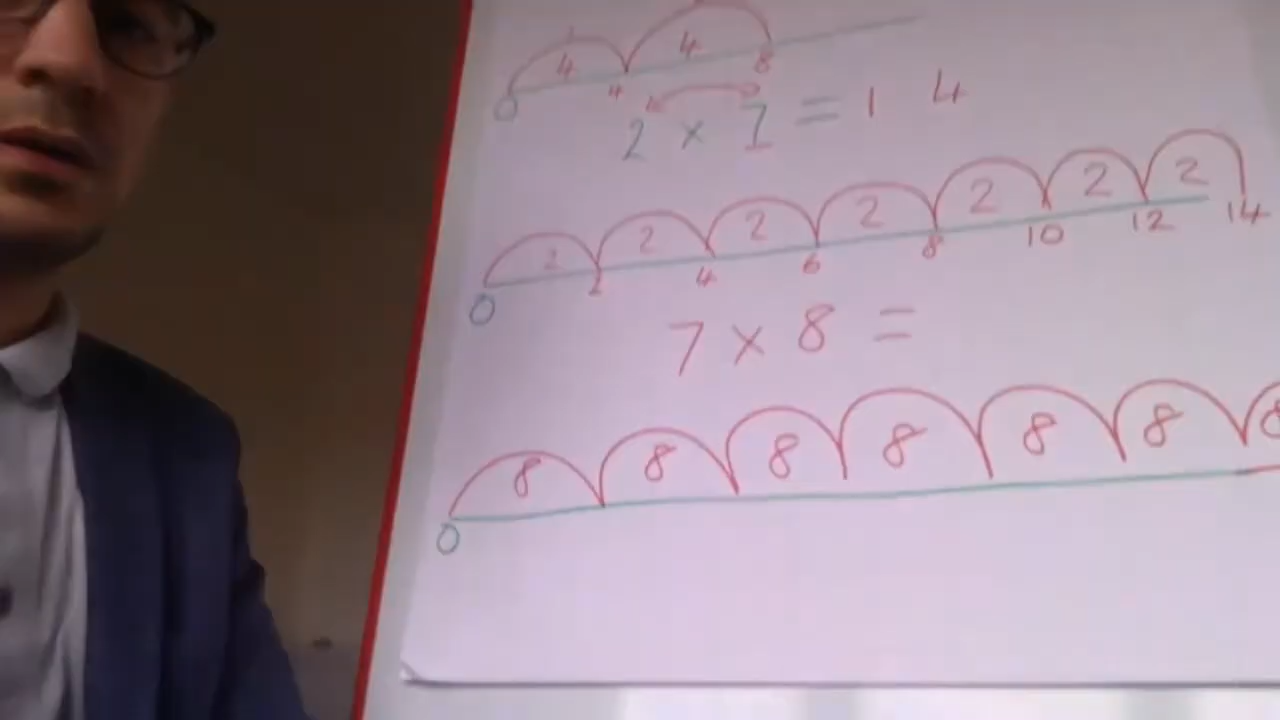 4 4
0 4 8
2 × 7 = 1 4
2 2 2 2 2 2 2
0 2 4 6 8 10 12 14
7 × 8 =
8 8 8 8 8 8 8
0